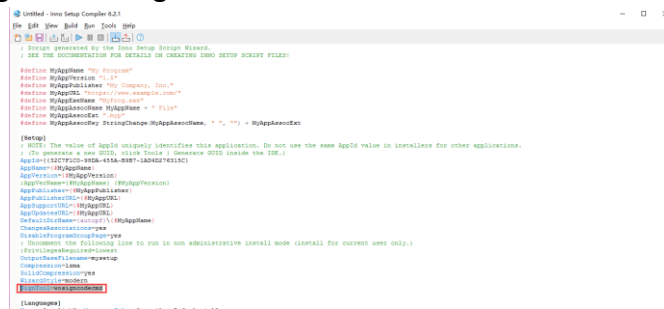 Untitled - Inno Setup Compiler 6.2.1
File Edit View Build Run Tools Help
; Script generated by the Inno Setup Script Wizard.
; SEE THE DOCUMENTATION FOR DETAILS ON CREATING INNO SETUP SCRIPT FILES!
#define MyAppName "My Program"
#define MyAppVersion "1.5"
#define MyAppPublisher "My Company, Inc."
#define MyAppURL "https://www.example.com/"
#define MyAppExeName "MyProg.exe"
#define MyAppAssocName MyAppName + " File"
#define MyAppAssocExt ".myp"
#define MyAppAssocKey StringChange(MyAppAssocName, " ", "") + MyAppAssocExt
[Setup]
; NOTE: The value of AppId uniquely identifies this application. Do not use the same AppId value in installers for other applications.
; (To generate a new GUID, click Tools | Generate GUID inside the IDE.)
AppName={#MyAppName}
AppVersion={#MyAppVersion}
;AppVerName={#MyAppName} {#MyAppVersion}
AppPublisher={#MyAppPublisher}
AppPublisherURL={#MyAppURL}
AppSupportURL={#MyAppURL}
AppUpdatesURL={#MyAppURL}
DefaultDirName={autopf}\{#MyAppName}
ChangesAssociations=yes
DisableProgramGroupPage=yes
; Uncomment the following line to run in non administrative install mode (install for current user only.)
;PrivilegesRequired=lowest
OutputBaseFilename=mysetup
Compression=lzma
SolidCompression=yes
WizardStyle=modern
SignTool=wosigncodecmd
[Languages]